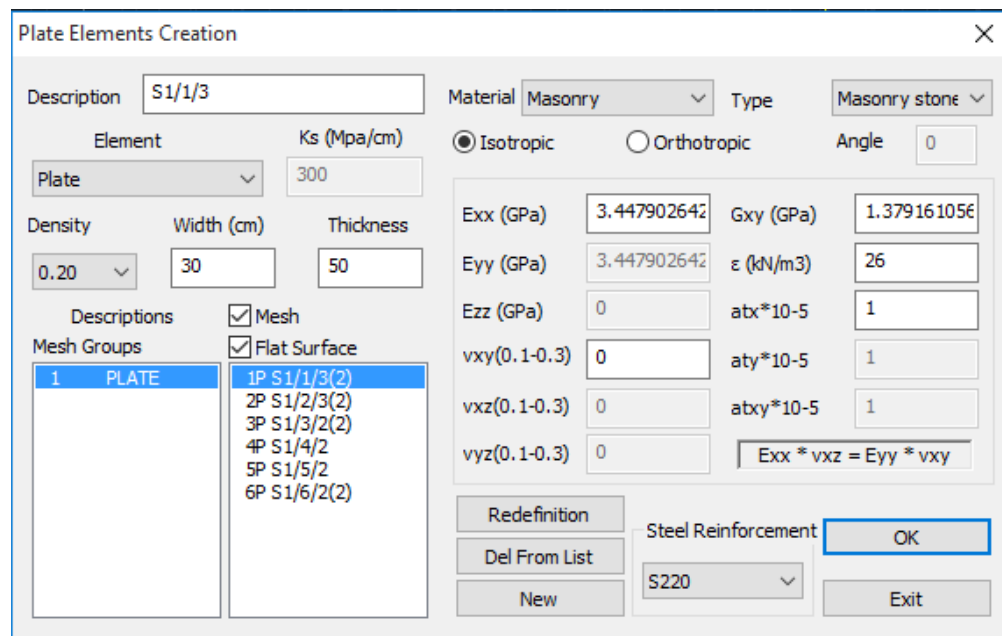 Plate Elements Creation
Description S1/1/3
Element Ks (Mpa/cm)
Plate 300
Density Width (cm) Thickness
0.20 30 50
Descriptions Mesh
Mesh Groups Flat Surface
1 PLATE
1P S1/1/3(2)
2P S1/2/3(2)
3P S1/3/2(2)
4P S1/4/2
5P S1/5/2
6P S1/6/2(2)
Material Masonry Type Masonry stone
Isotropic Orthotropic Angle 0
Exx (GPa) 3.447902642 Gxy (GPa) 1.379161056
Eyy (GPa) 3.447902642 ε (kN/m3) 26
Ezz (GPa) 0 atx*10-5 1
vxy(0.1-0.3) 0 aty*10-5 1
vxz(0.1-0.3) 0 atxy*10-5 1
vyz(0.1-0.3) 0 Exx * vxz = Eyy * vxy
Redefinition
Del From List
New
Steel Reinforcement
S220
OK
Exit